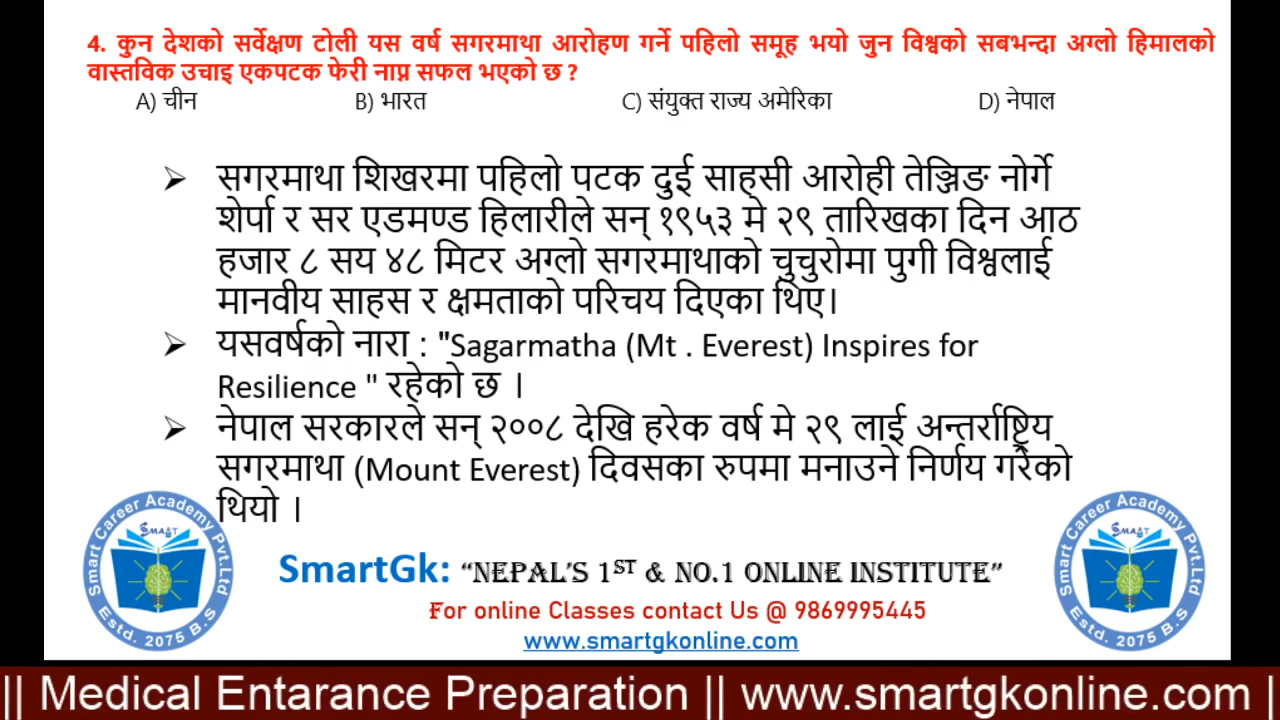 4. कुन देशको सर्वेक्षण टोली यस वर्ष सगरमाथा आरोहण गर्ने पहिलो समूह भयो जुन विश्वको सबभन्दा अग्लो हिमालको
वास्तविक उचाइ एकपटक फेरी नाप्न सफल भएको छ ?
A) चीन B) भारत C) संयुक्त राज्य अमेरिका D) नेपाल
➢ सगरमाथा शिखरमा पहिलो पटक दुई साहसी आरोही तेञ्जिङ नोर्गे
शेर्पा र सर एडमण्ड हिलारीले सन् १९५३ मे २९ तारिखका दिन आठ
हजार ८ सय ४८ मिटर अग्लो सगरमाथाको चुचुरोमा पुगी विश्वलाई
मानवीय साहस र क्षमताको परिचय दिएका थिए।
➢ यसवर्षको नारा : "Sagarmatha (Mt . Everest) Inspires for
Resilience " रहेको छ ।
➢ नेपाल सरकारले सन् २००८ देखि हरेक वर्ष मे २९ लाई अन्तर्राष्ट्रिय
सगरमाथा (Mount Everest) दिवसका रुपमा मनाउने निर्णय गरेको
थियो ।
Smart Career Academy Pvt.Ltd
SMART
Estd. 2075 B.S
SmartGk: “NEPAL’S 1ST & NO.1 ONLINE INSTITUTE”
For online Classes contact Us @ 9869995445
www.smartgkonline.com
Smart Career Academy Pvt.Ltd
SMART
Estd. 2075 B.S
|| Medical Entarance Preparation || www.smartgkonline.com |